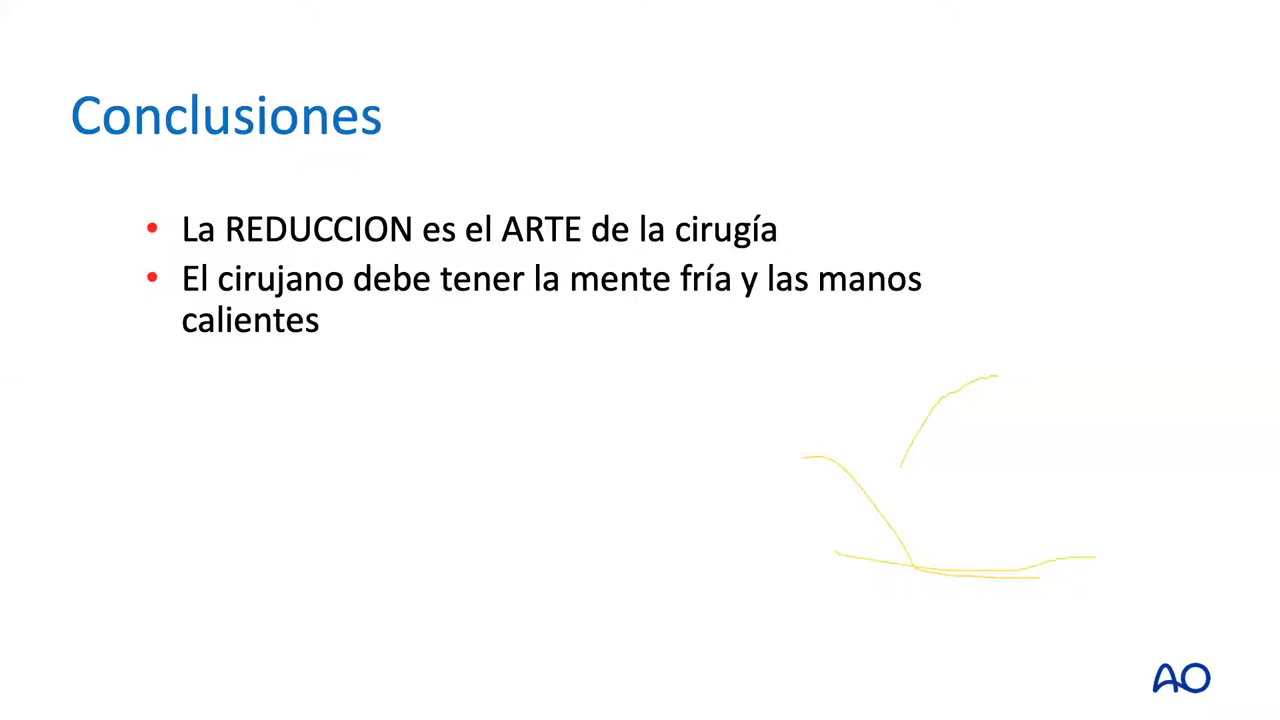 Conclusiones
• La REDUCCION es el ARTE de la cirugía
• El cirujano debe tener la mente fría y las manos
calientes
AO